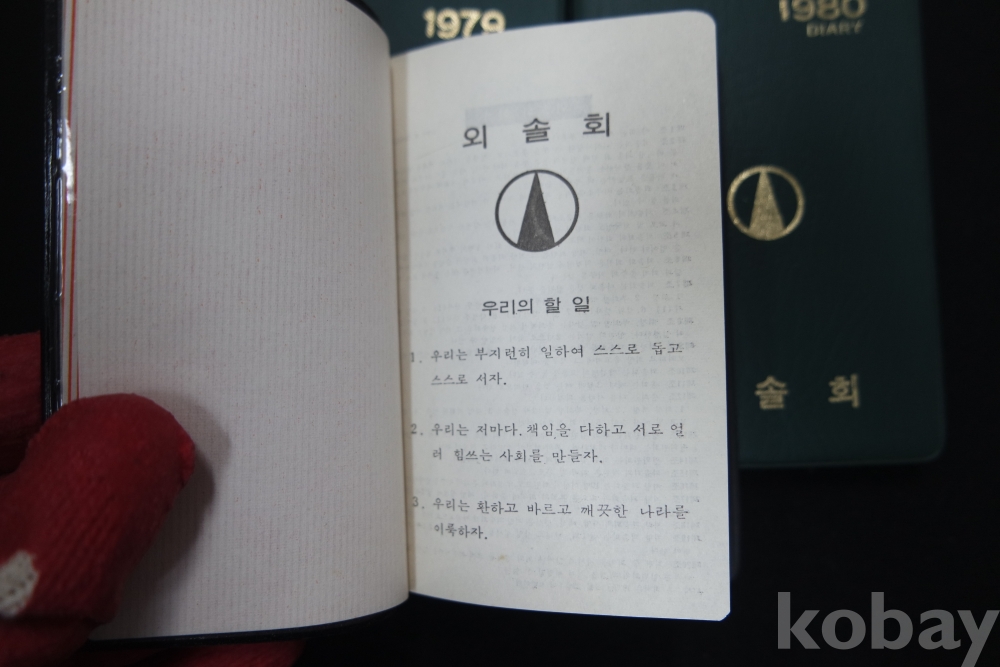 1979
1980
DIARY
외 솔 회
우리의 할 일
1. 우리는 부지런히 일하여 스스로 돕고
스스로 서자.
2. 우리는 저마다.책임을 다하고 서로 얼
려 힘쓰는 사회를 만들자.
3. 우리는 환하고 바르고 깨끗한 나라를
이룩하자.
솔 회
kobay